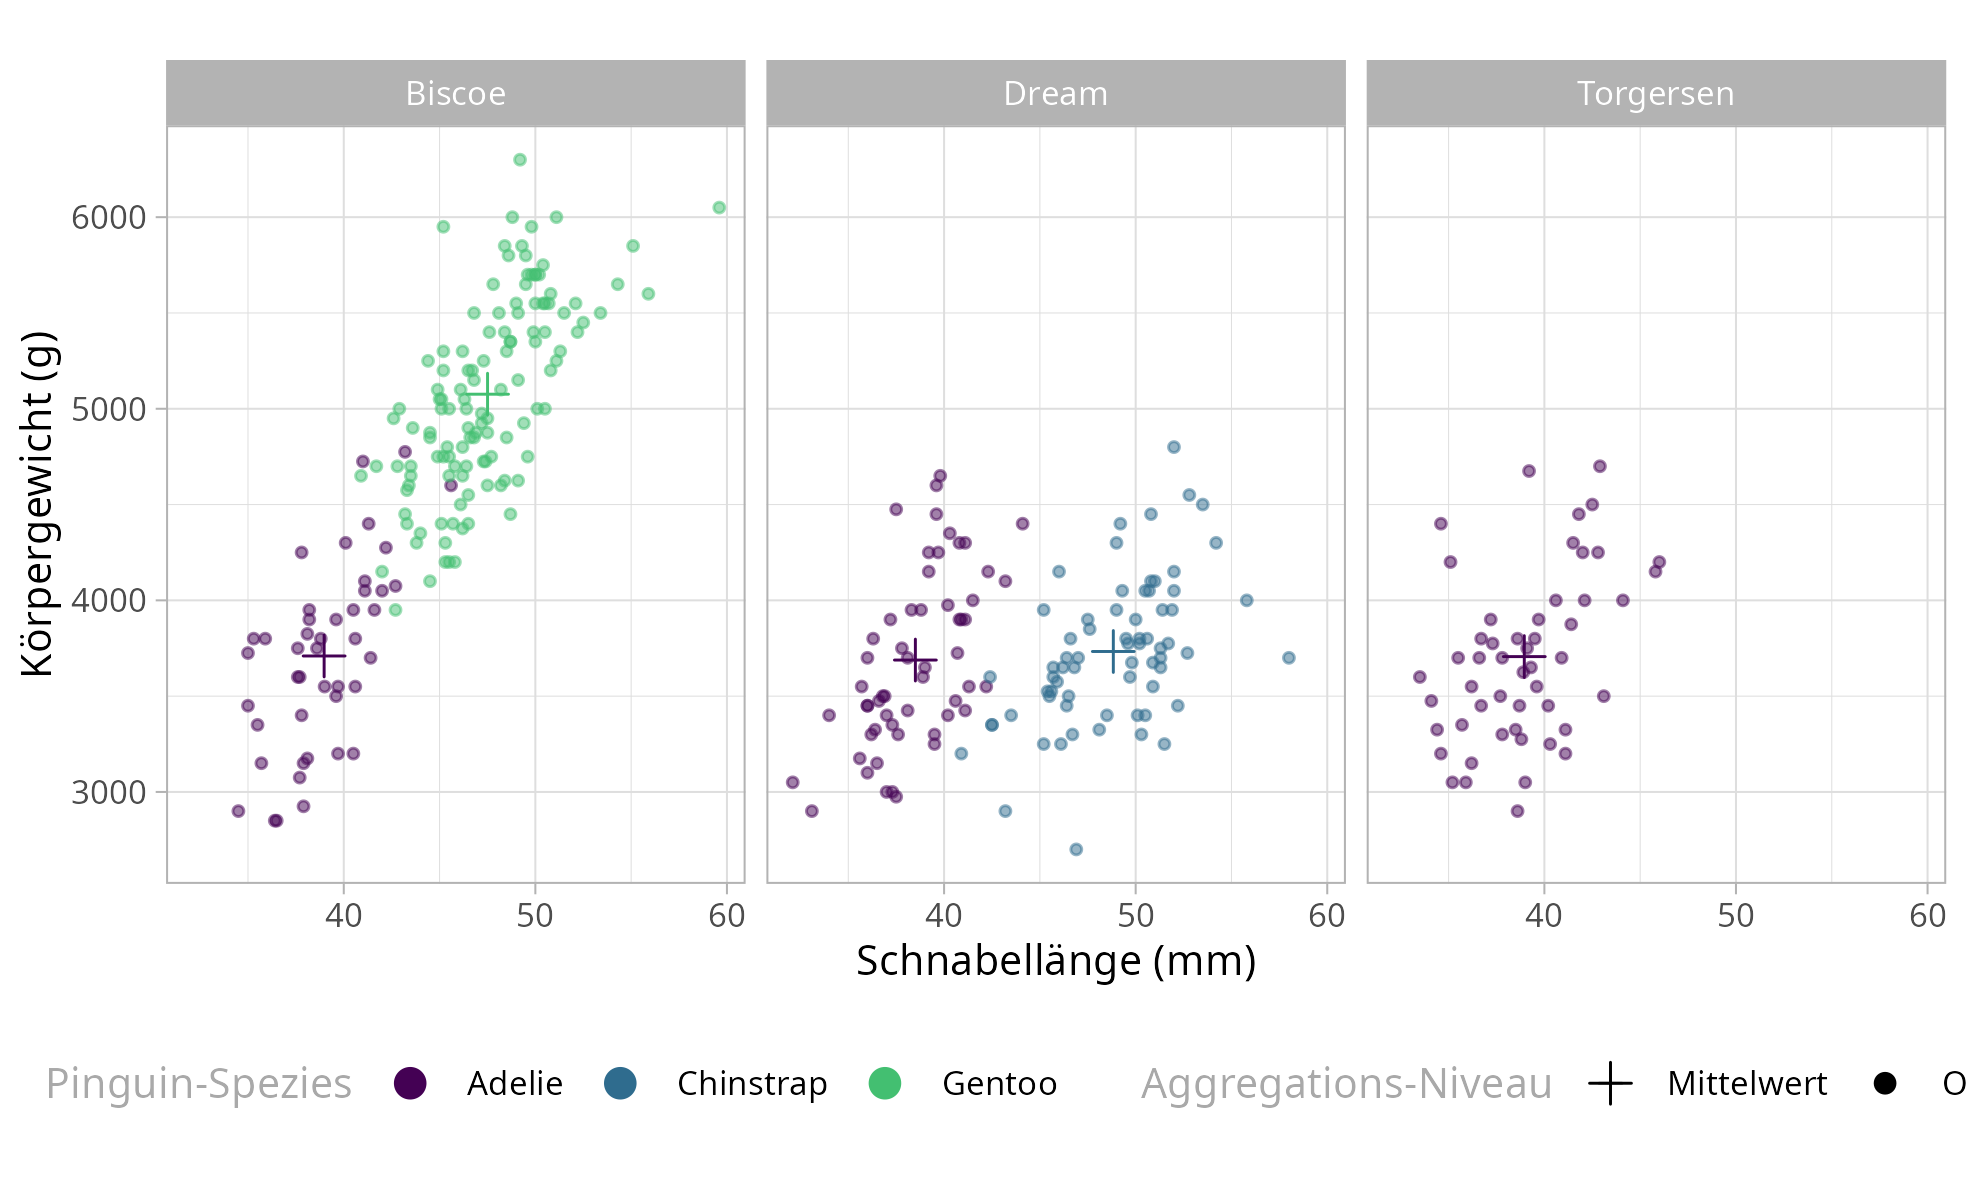 Biscoe Dream Torgersen
Körpergewicht (g)
6000
5000
4000
3000
40 50 60 40 50 60 40 50 60
Schnabellänge (mm)
Pinguin-Spezies Adelie Chinstrap Gentoo Aggregations-Niveau Mittelwert O